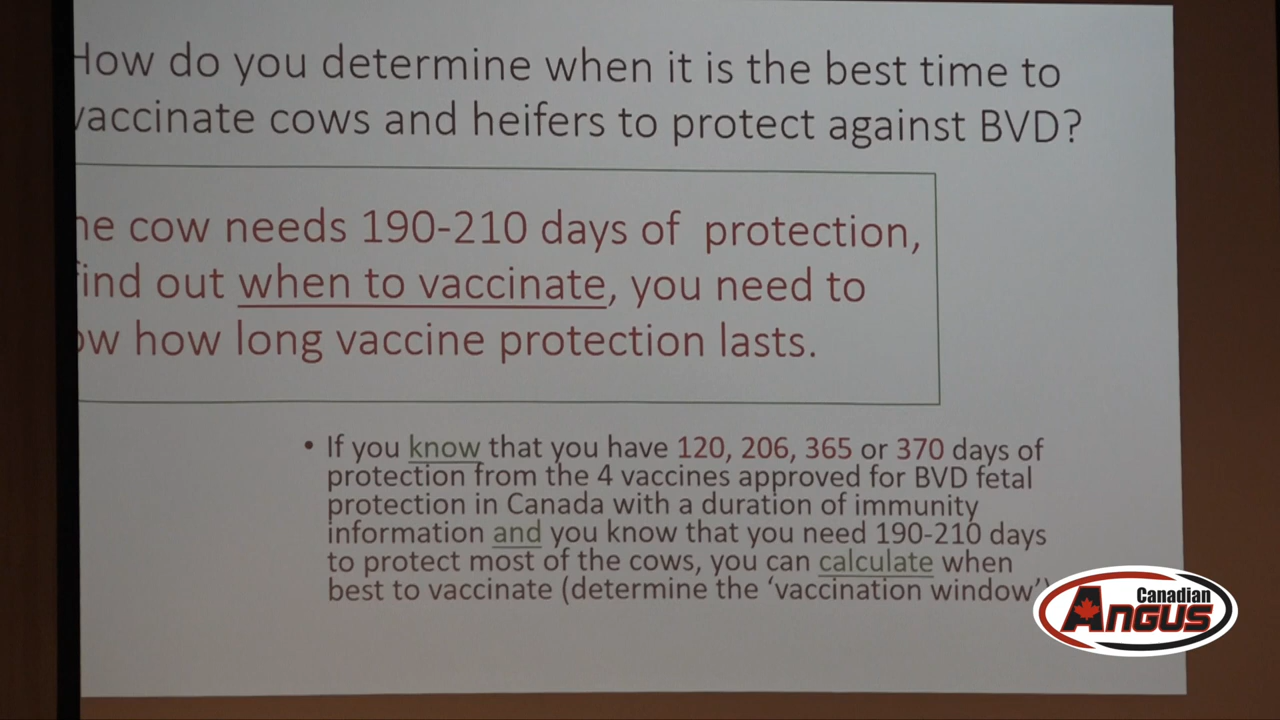 How do you determine when it is the best time to
vaccinate cows and heifers to protect against BVD?
he cow needs 190-210 days of protection,
find out when to vaccinate, you need to
ow how long vaccine protection lasts.
• If you know that you have 120, 206, 365 or 370 days of
protection from the 4 vaccines approved for BVD fetal
protection in Canada with a duration of immunity
information and you know that you need 190-210 days
to protect most of the cows, you can calculate when
best to vaccinate (determine the ‘vaccination window’)
Canadian
Angus